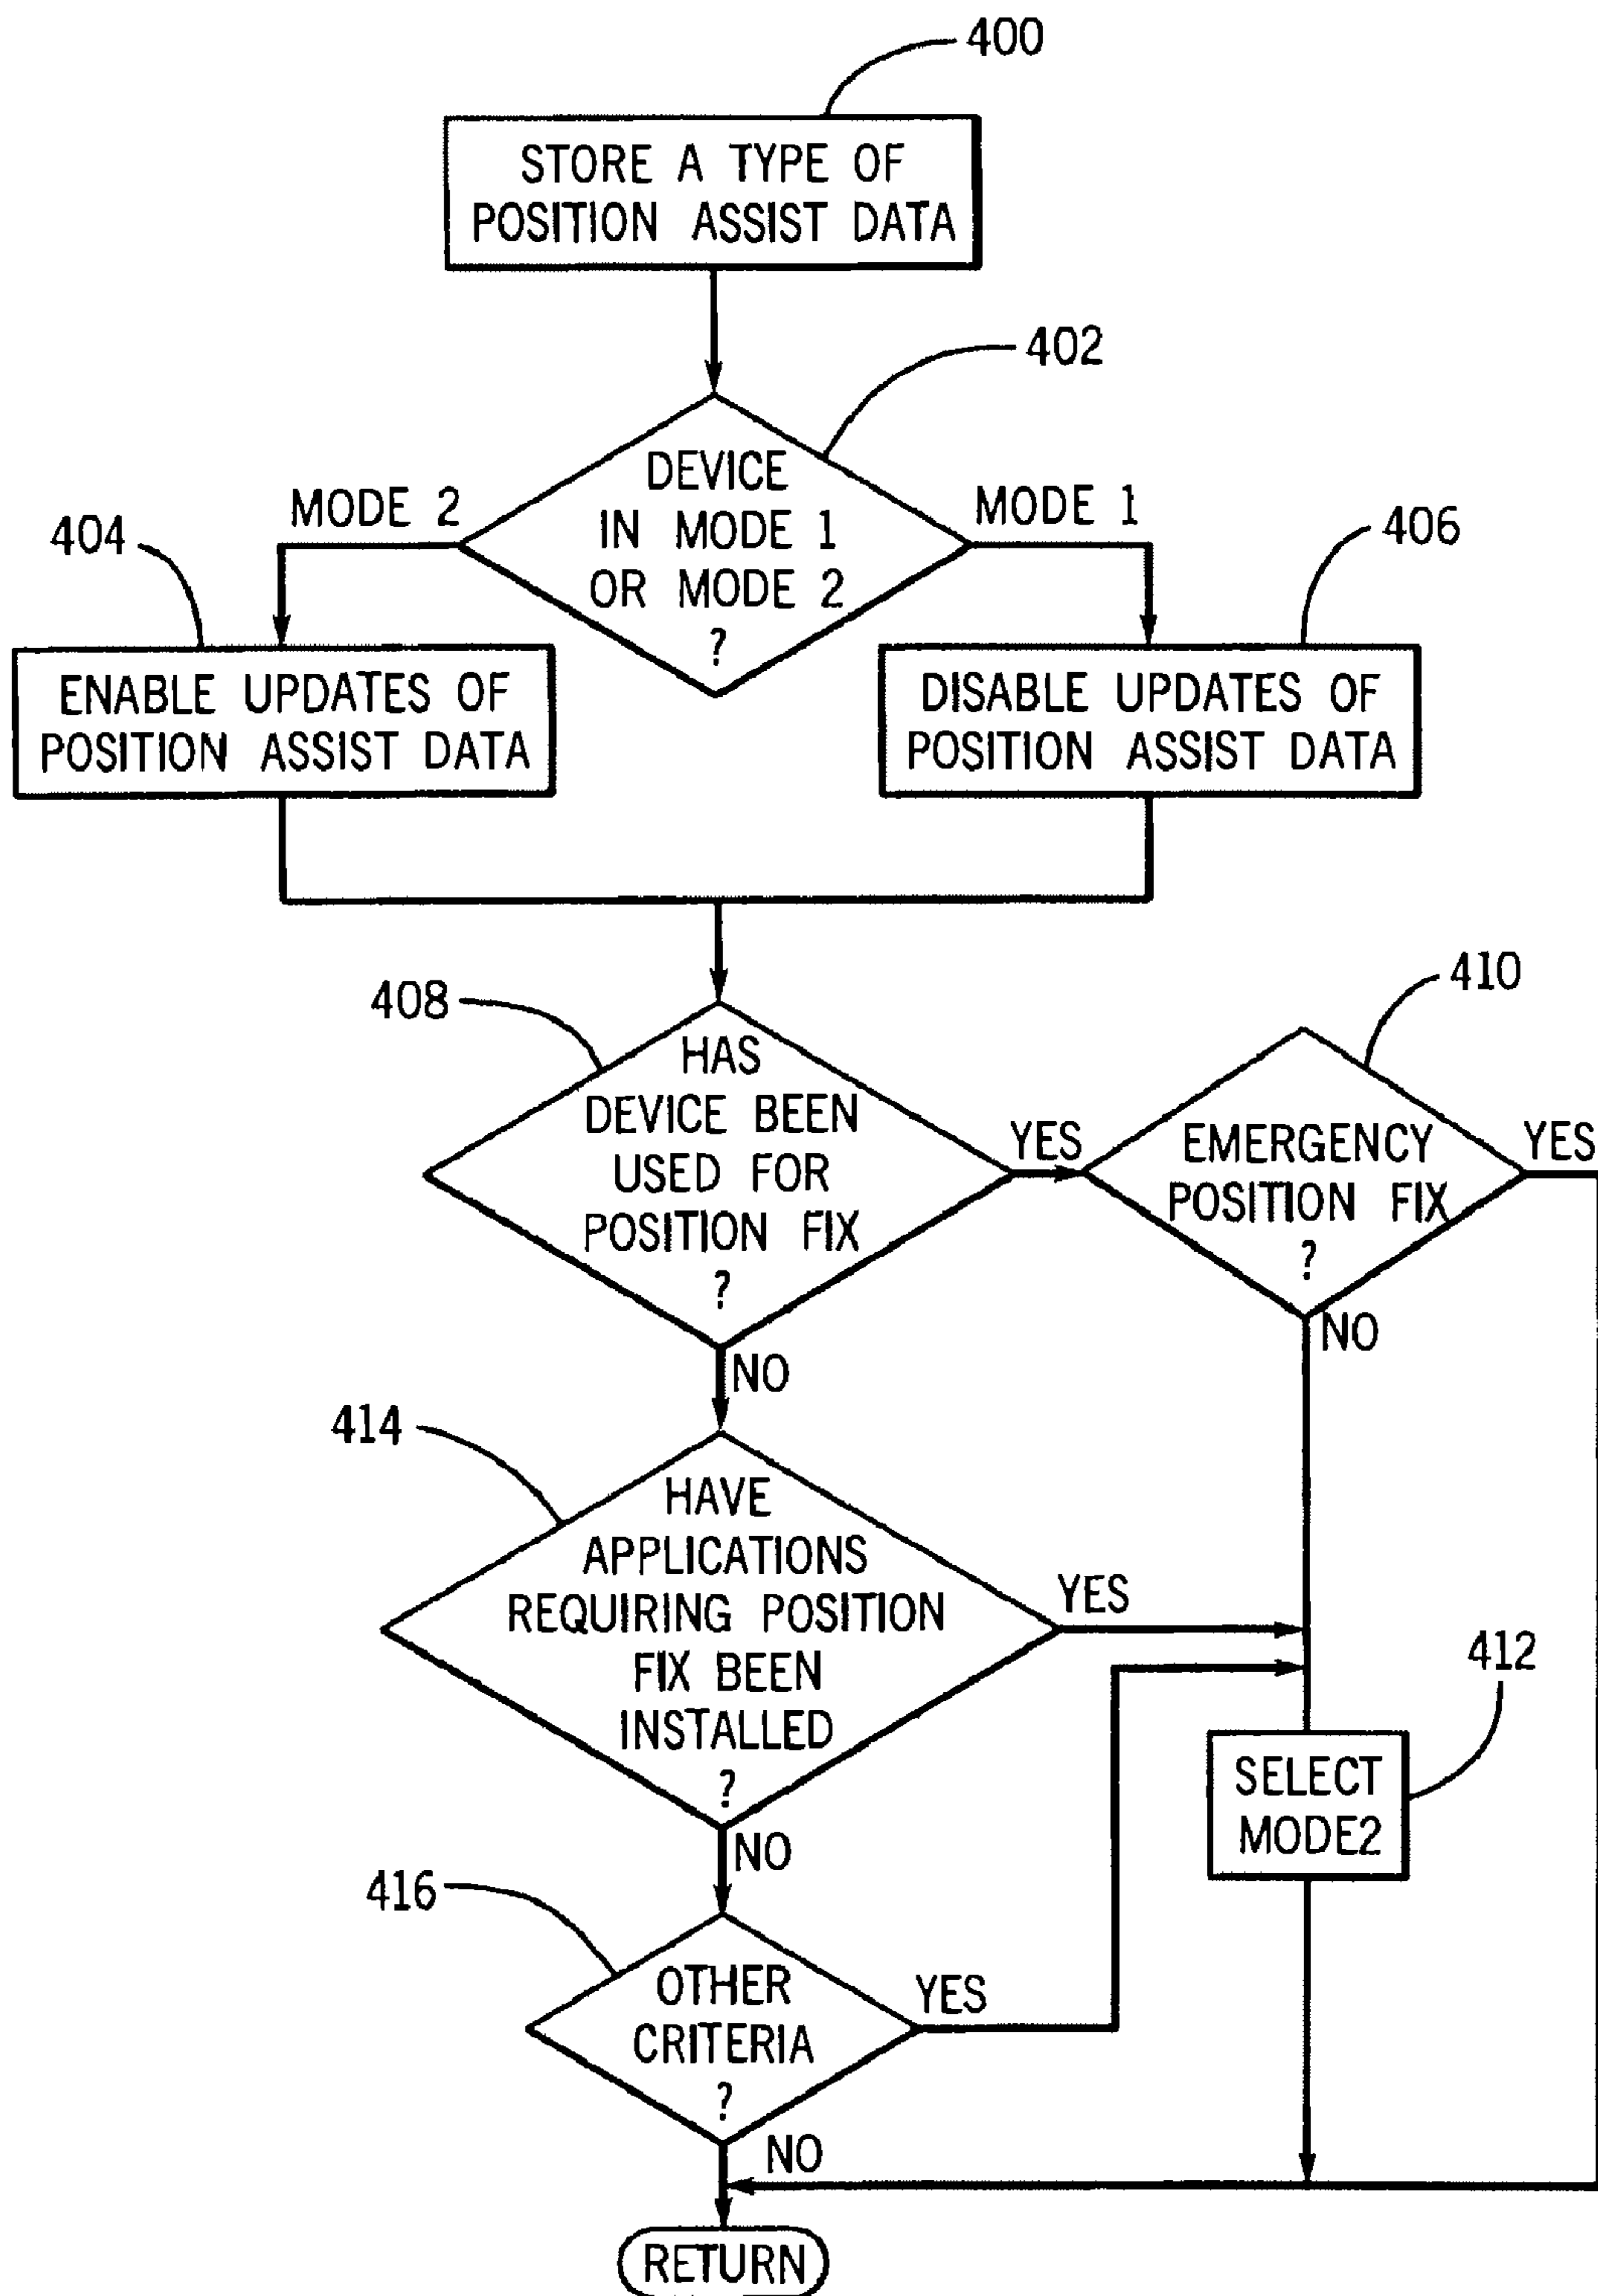 400
STORE A TYPE OF
POSITION ASSIST DATA
402
DEVICE
IN MODE 1
OR MODE 2
?
MODE 2
MODE 1
404
406
ENABLE UPDATES OF
POSITION ASSIST DATA
DISABLE UPDATES OF
POSITION ASSIST DATA
408
HAS
DEVICE BEEN
USED FOR
POSITION FIX
?
YES
410
EMERGENCY
POSITION FIX
?
YES
NO
NO
414
HAVE
APPLICATIONS
REQUIRING POSITION
FIX BEEN
INSTALLED
?
YES
412
SELECT
MODE2
NO
416
OTHER
CRITERIA
?
YES
NO
RETURN